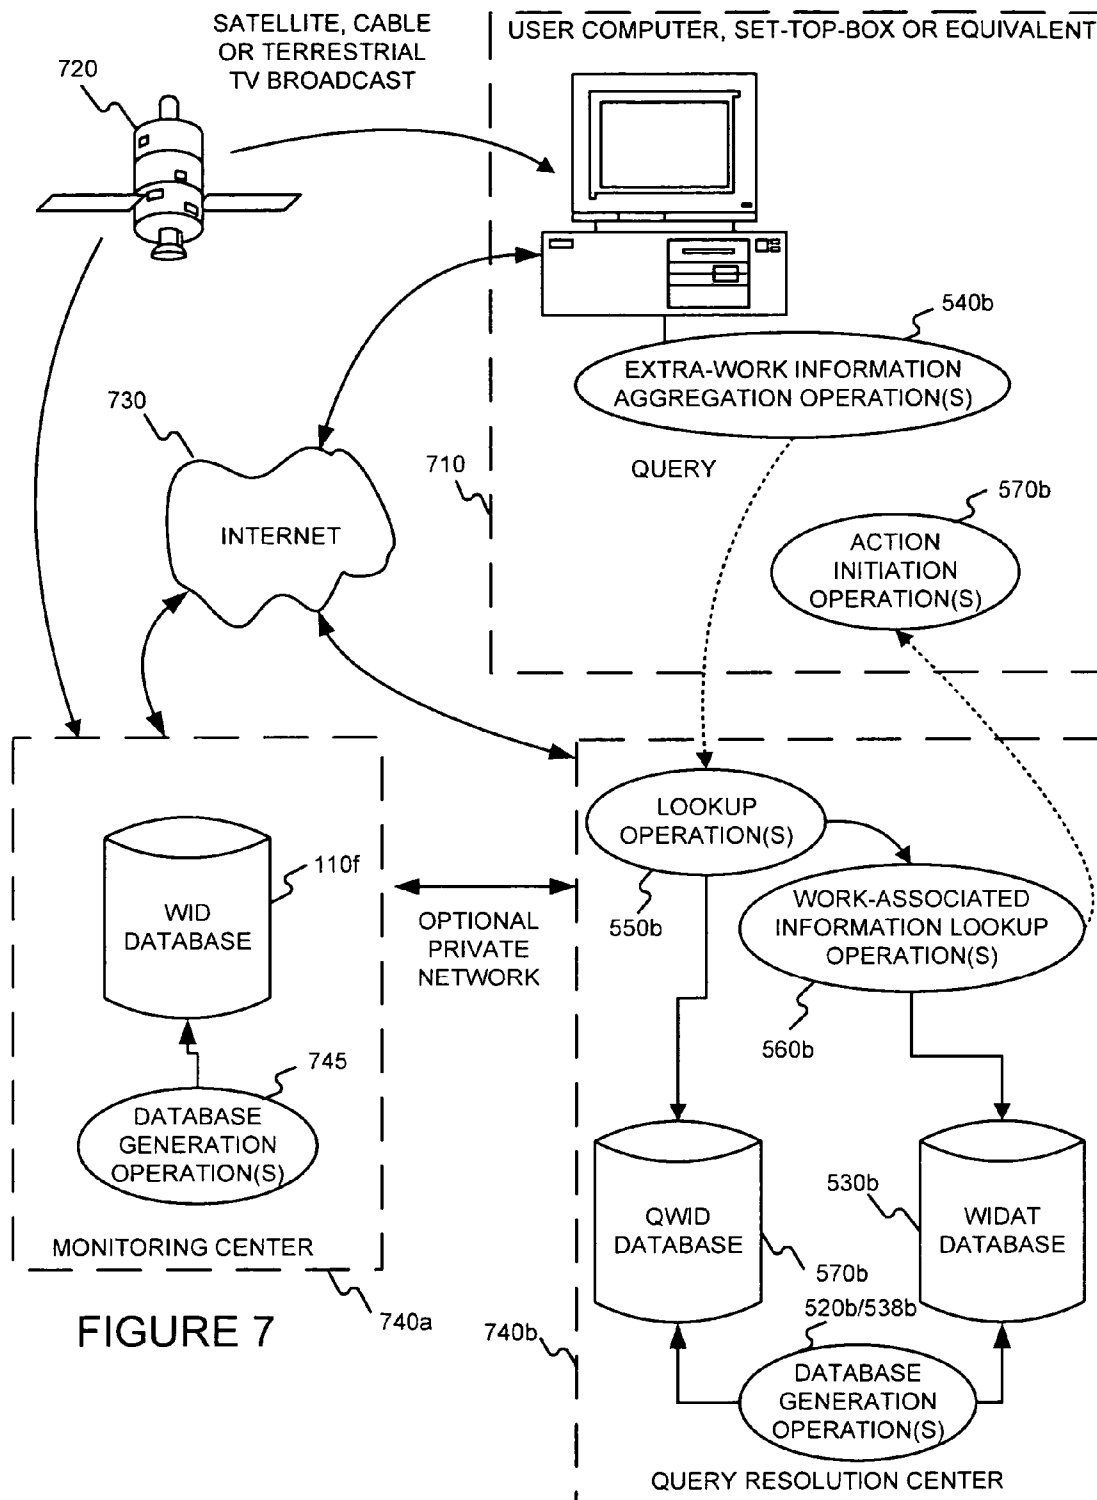 SATELLITE, CABLE
OR TERRESTRIAL
TV BROADCAST
USER COMPUTER, SET-TOP-BOX OR EQUIVALENT
720
540b
EXTRA-WORK INFORMATION
AGGREGATION OPERATION(S)
730
710
QUERY
570b
INTERNET
ACTION
INITIATION
OPERATION(S)
LOOKUP
OPERATION(S)
110f
WID
DATABASE
550b
WORK-ASSOCIATED
INFORMATION LOOKUP
OPERATION(S)
OPTIONAL
PRIVATE
NETWORK
560b
745
DATABASE
GENERATION
OPERATION(S)
530b
QWID
DATABASE
WIDAT
DATABASE
MONITORING CENTER
570b
740a
520b/538b
FIGURE 7
740b
DATABASE
GENERATION
OPERATION(S)
QUERY RESOLUTION CENTER